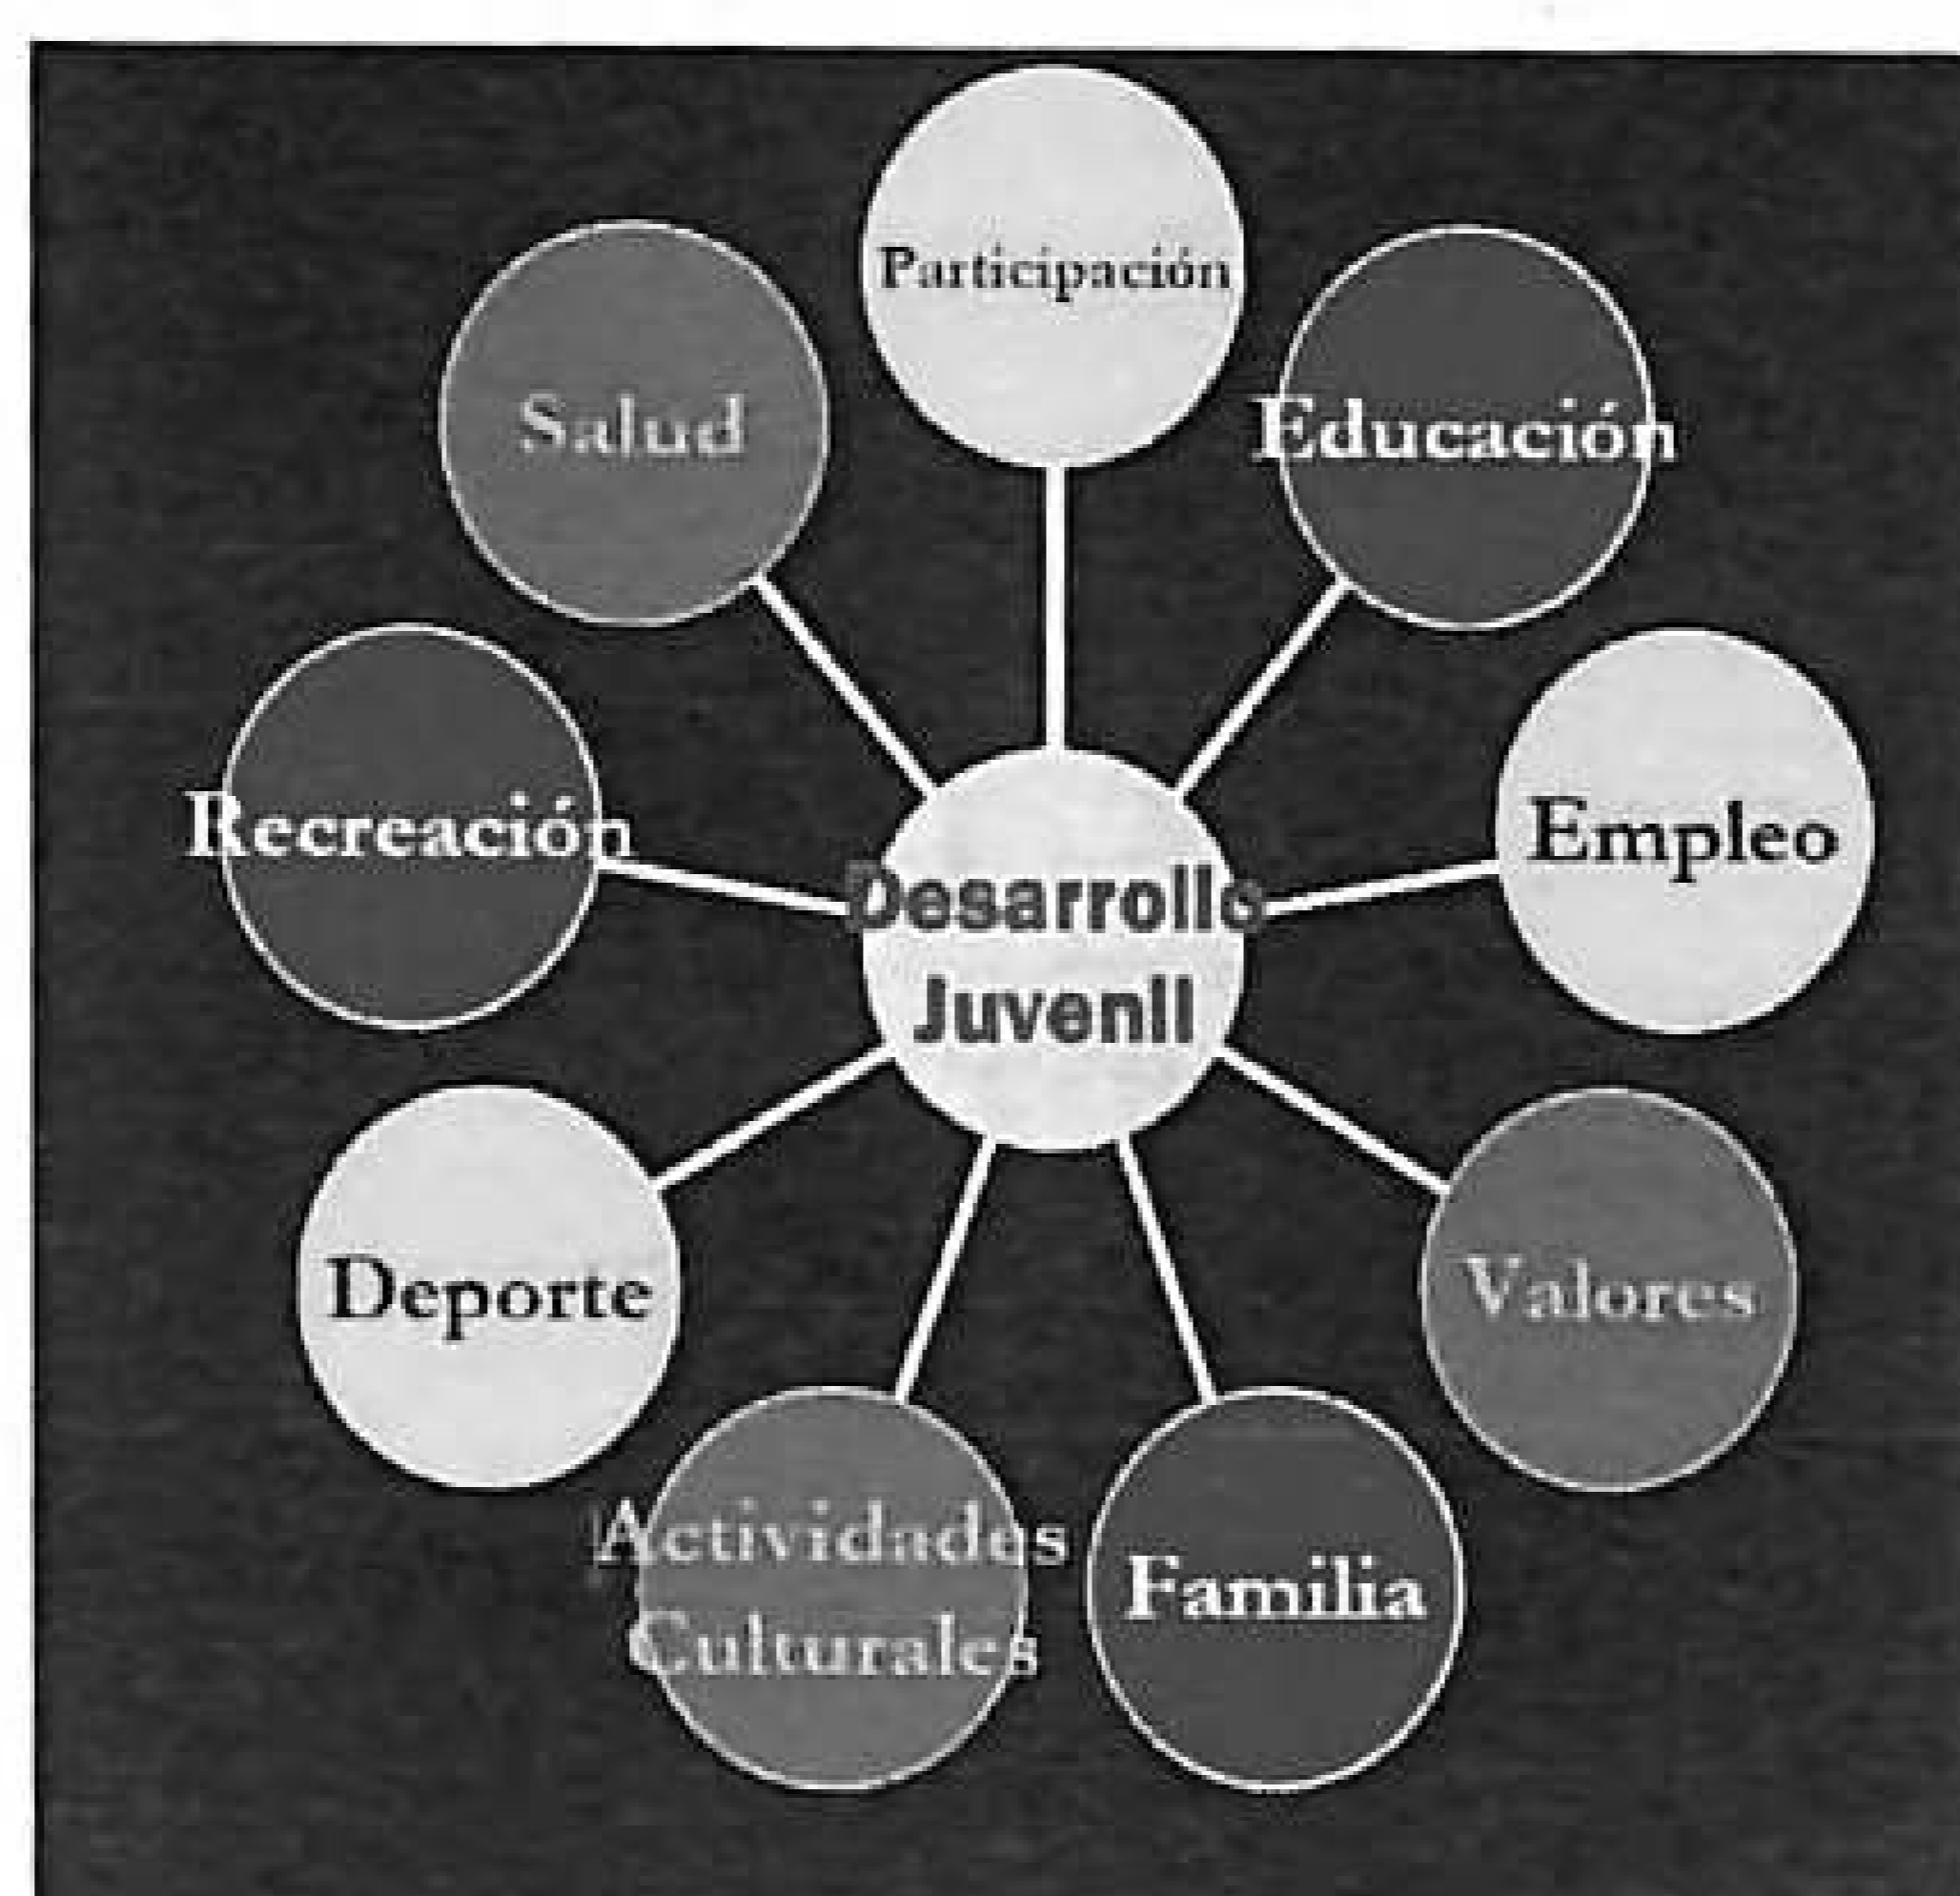 Participación
Salud
Educación
Recreación
Empleo
Desarrollo
Juvenil
Deporte
Valores
Actividades
Culturales
Familia